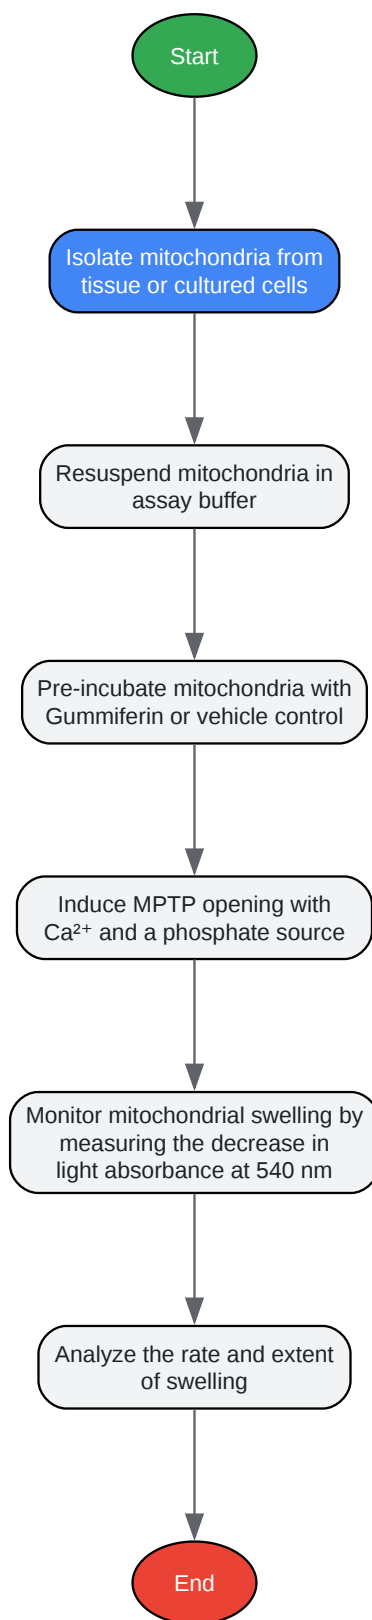 Start
Isolate mitochondria from
tissue or cultured cells
Resuspend mitochondria in
assay buffer
Pre-incubate mitochondria with
Gummiferin or vehicle control
Induce MPTP opening with
Ca²⁺ and a phosphate source
Monitor mitochondrial swelling by
measuring the decrease in
light absorbance at 540 nm
Analyze the rate and extent
of swelling
End